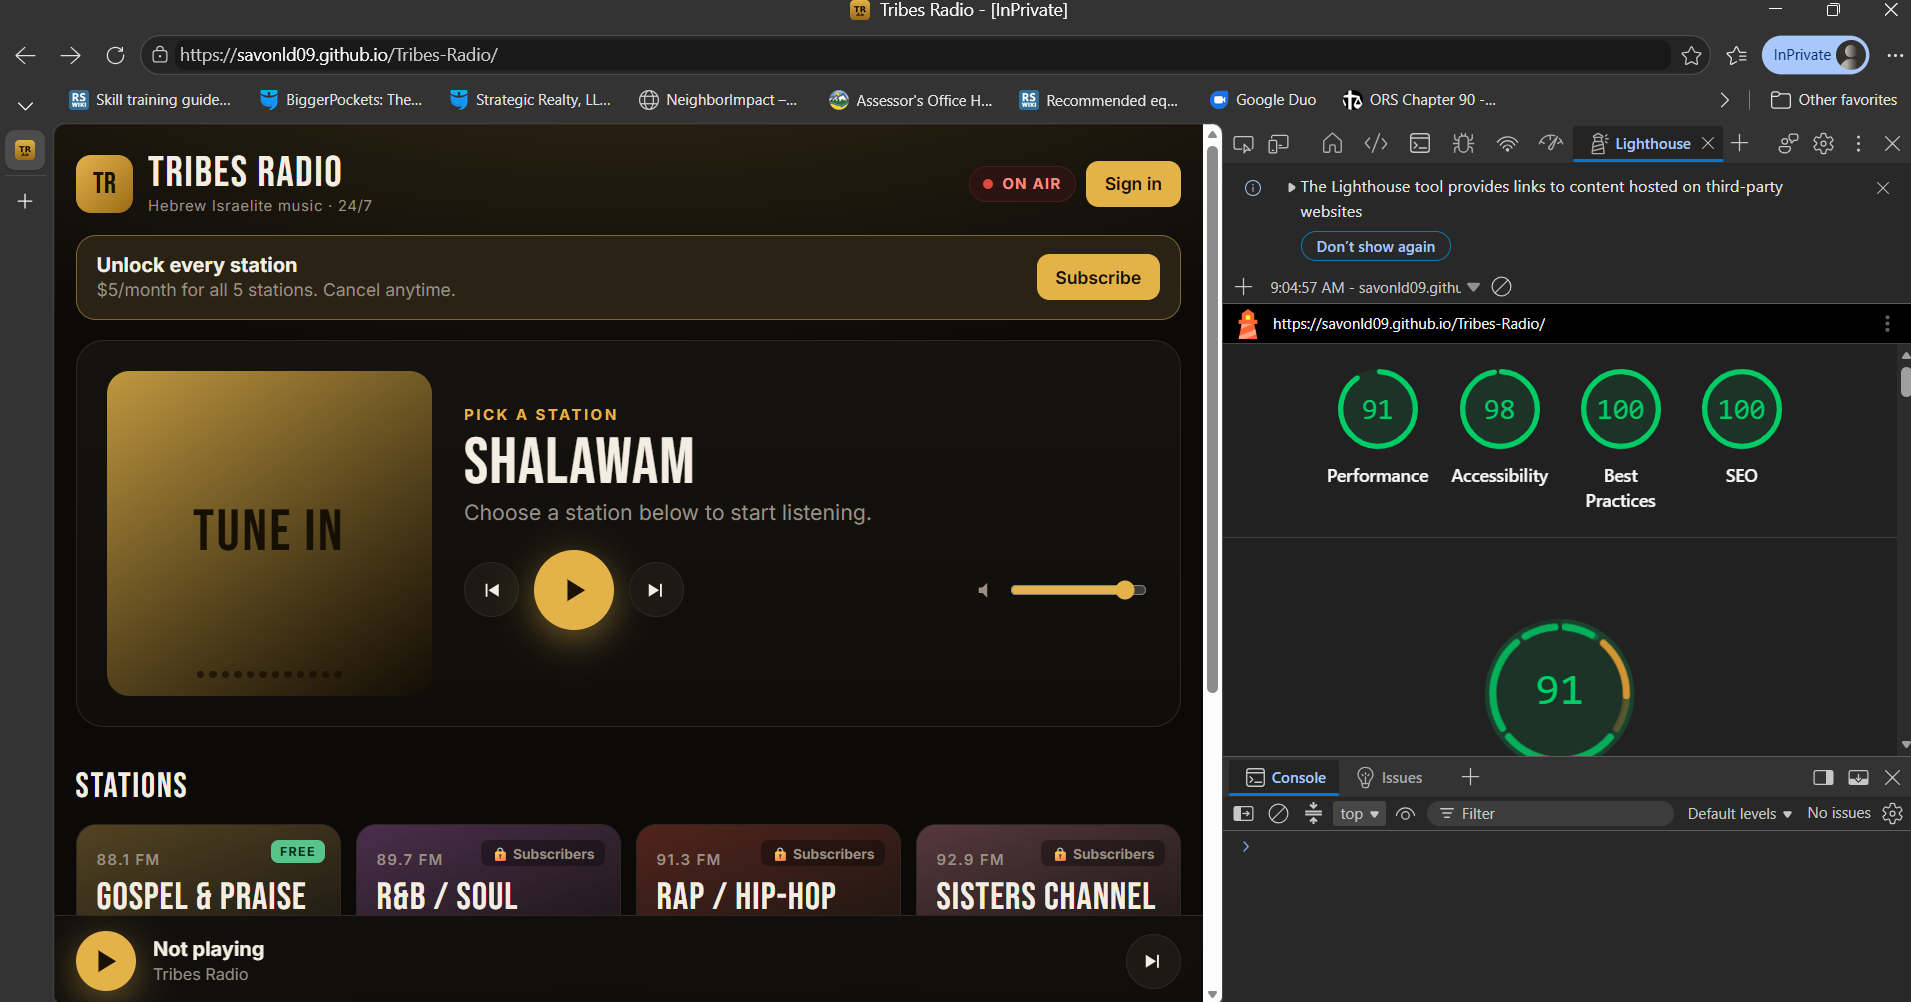 TR
Tribes Radio - [InPrivate]
https://savonld09.github.io/Tribes-Radio/
InPrivate
RS WIKI
Skill training guide...
BiggerPockets: The...
Strategic Realty, LL...
NeighborImpact –...
Assessor's Office H...
RS WIKI
Recommended eq...
Google Duo
ORS Chapter 90 -...
Other favorites
TR
TR
TRIBES RADIO
Hebrew Israelite music · 24/7
ON AIR
Sign in
Unlock every station
$5/month for all 5 stations. Cancel anytime.
Subscribe
TUNE IN
PICK A STATION
SHALAWAM
Choose a station below to start listening.
STATIONS
88.1 FM
FREE
GOSPEL & PRAISE
89.7 FM
Subscribers
R&B / SOUL
91.3 FM
Subscribers
RAP / HIP-HOP
92.9 FM
Subscribers
SISTERS CHANNEL
Not playing
Tribes Radio
Lighthouse
The Lighthouse tool provides links to content hosted on third-party
websites
Don't show again
9:04:57 AM - savonld09.githu
https://savonld09.github.io/Tribes-Radio/
91
98
100
100
Performance
Accessibility
Best
Practices
SEO
91
Console
Issues
top
Filter
Default levels
No issues